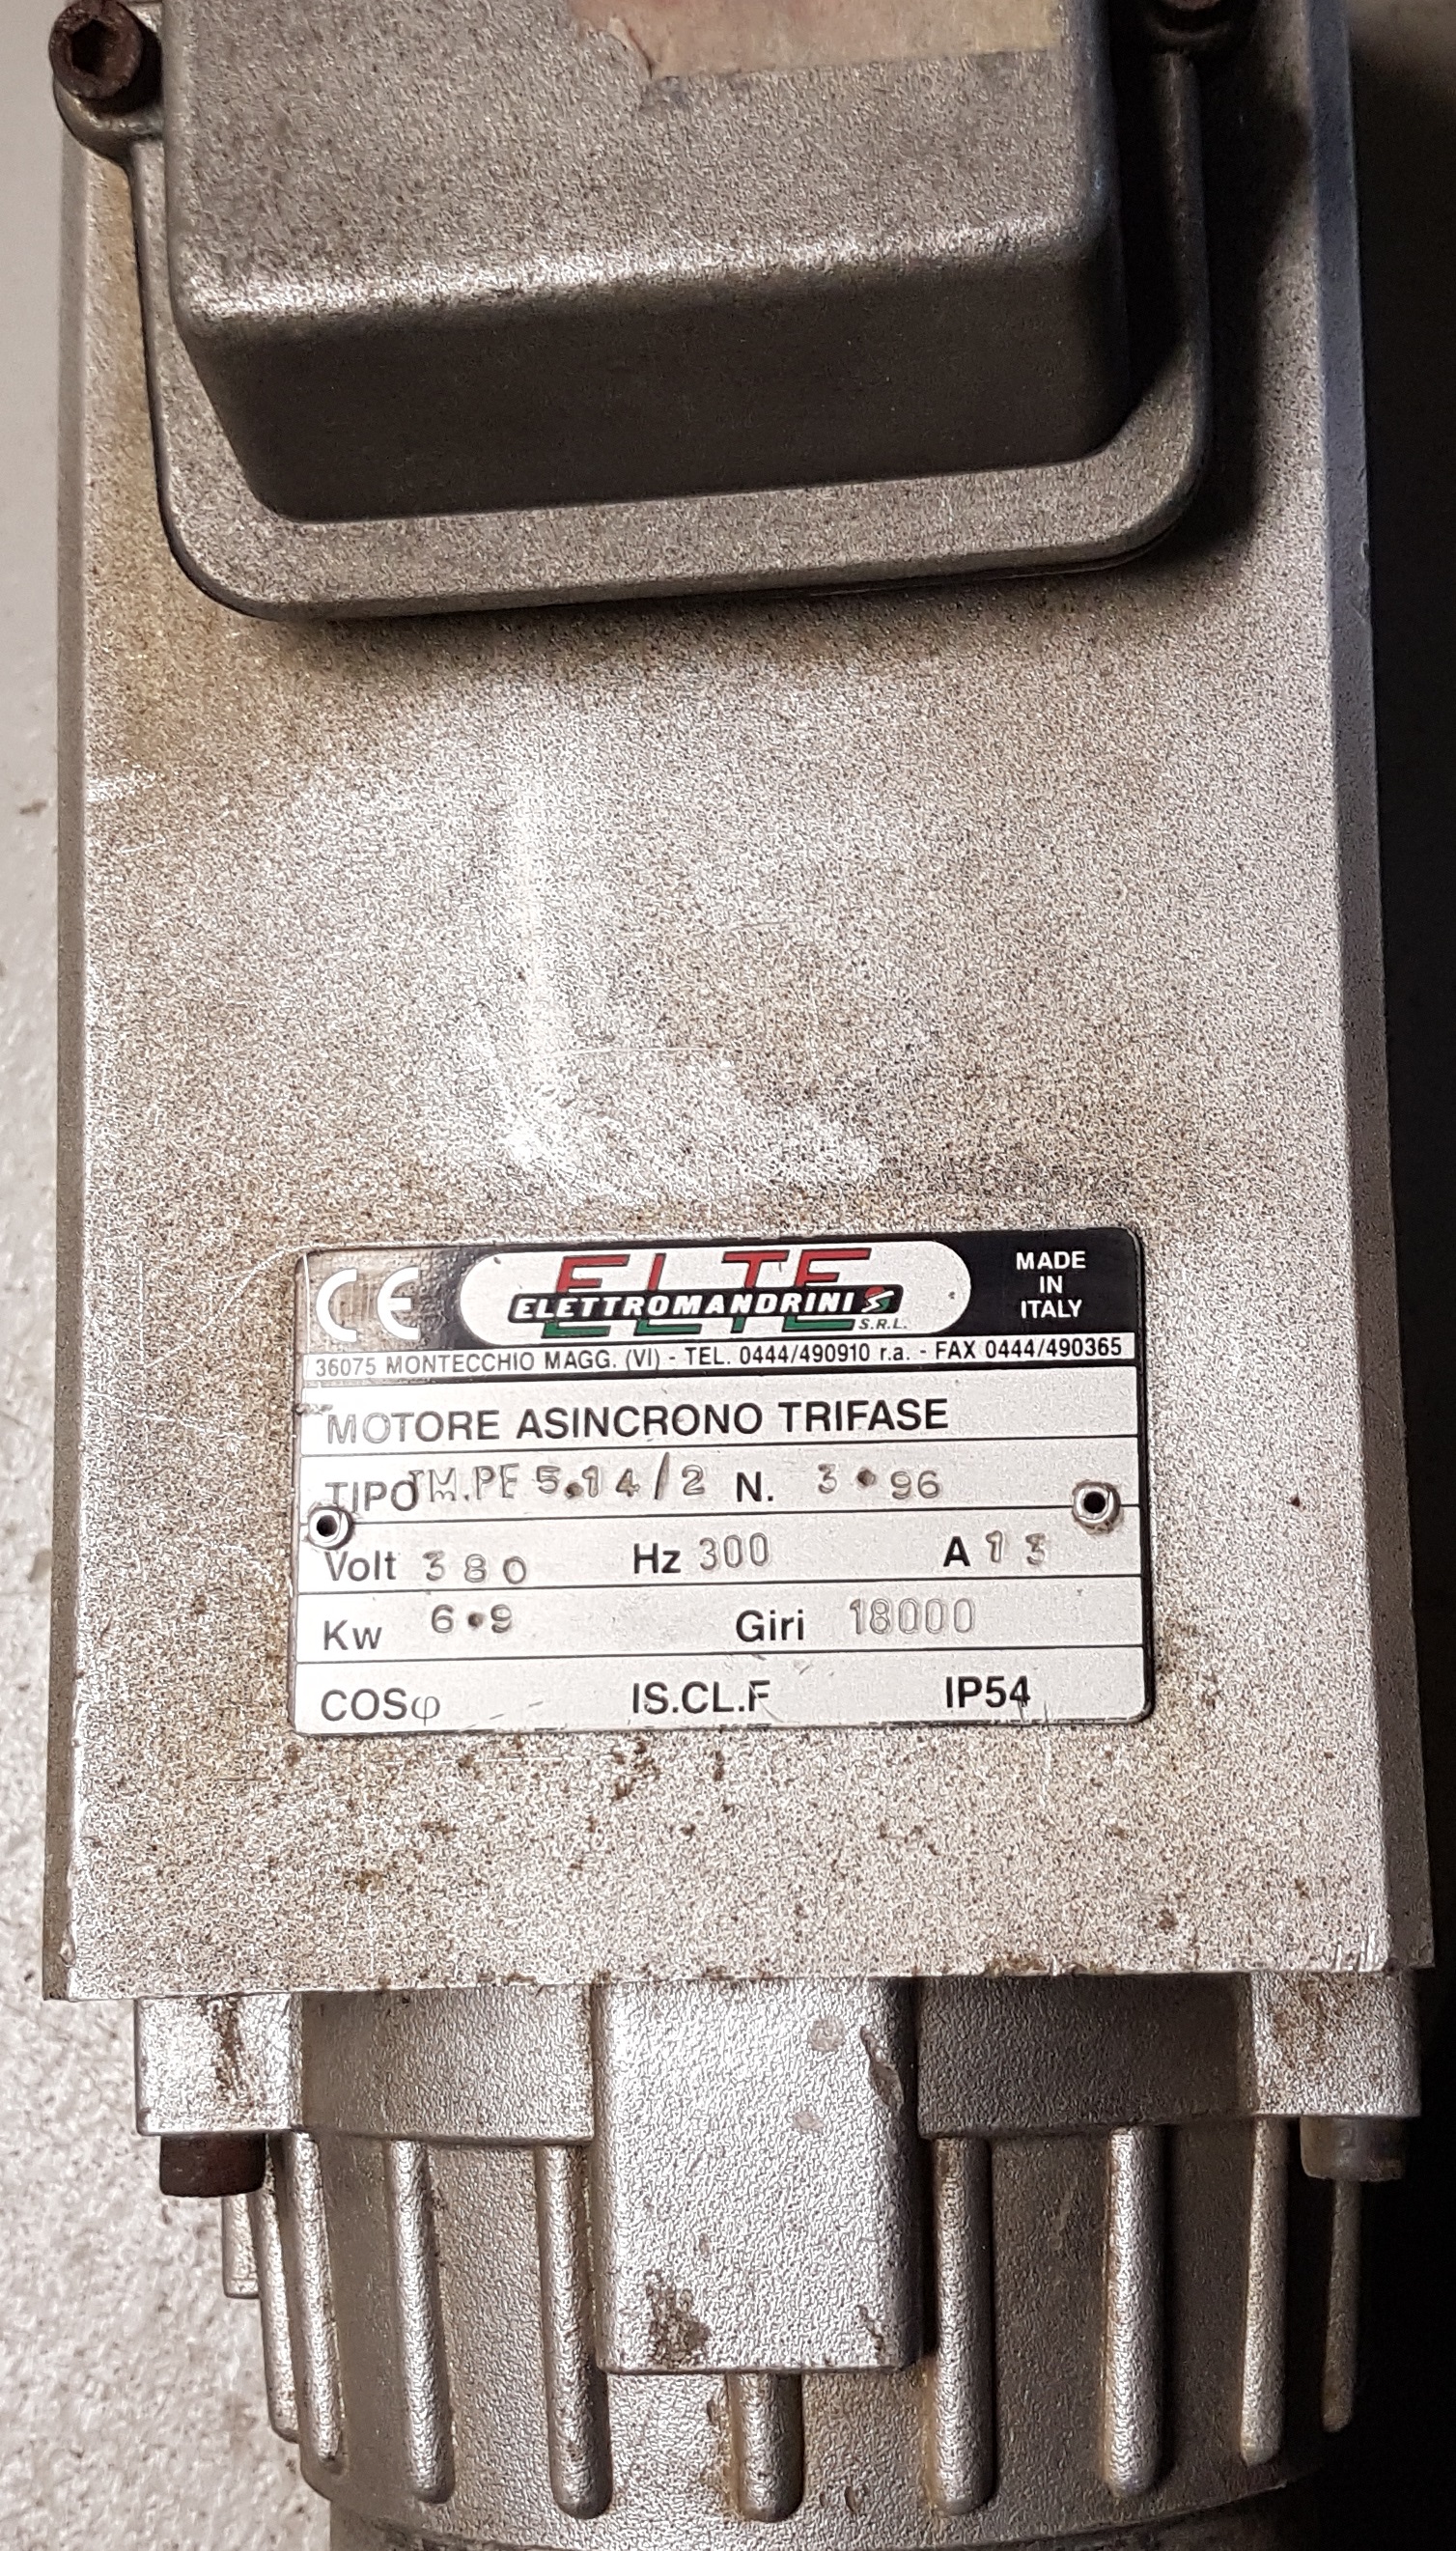 CE
ELTE
ELETTROMANDRINI
S.R.L.
MADE
IN
ITALY
36075 MONTECCHIO MAGG. (VI) - TEL. 0444/490910 r.a. - FAX 0444/490365
MOTORE ASINCRONO TRIFASE
TIPO TM.PE 5.14/2 N. 3•96
Volt 380 Hz 300 A 13
Kw 6•9 Giri 18000
COSφ IS.CL.F IP54